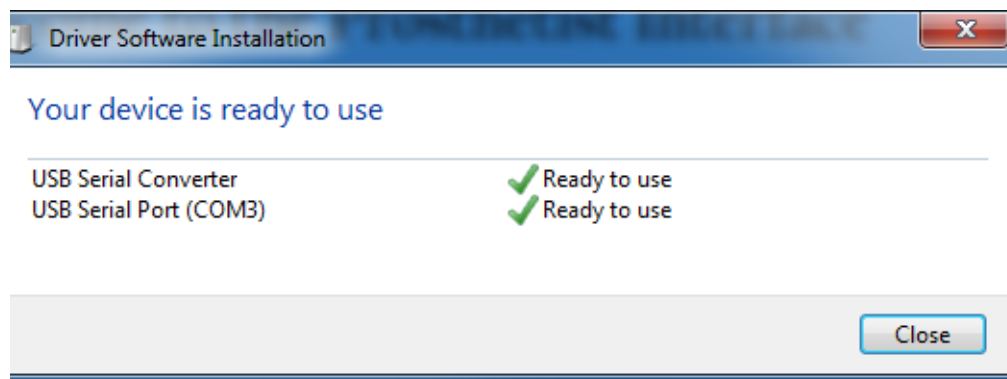 Driver Software Installation
Your device is ready to use
USB Serial Converter Ready to use
USB Serial Port (COM3) Ready to use
Close